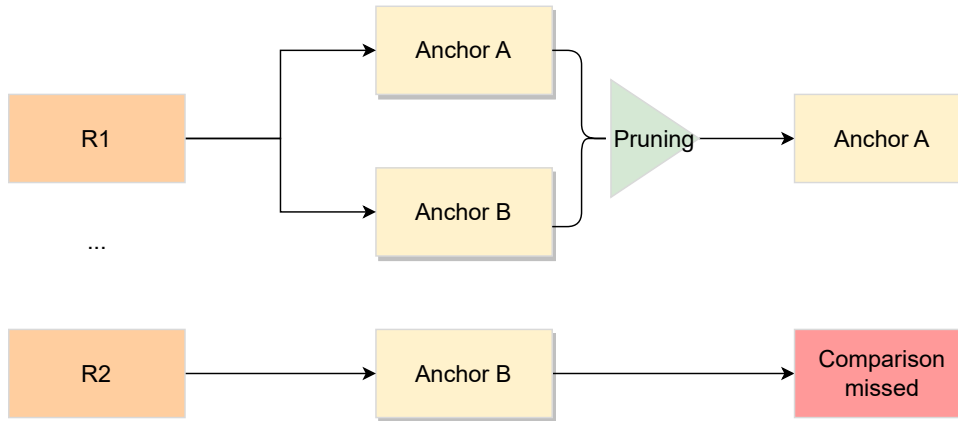 Anchor A
R1
Pruning
Anchor A
Anchor B
...
R2
Anchor B
Comparison
missed